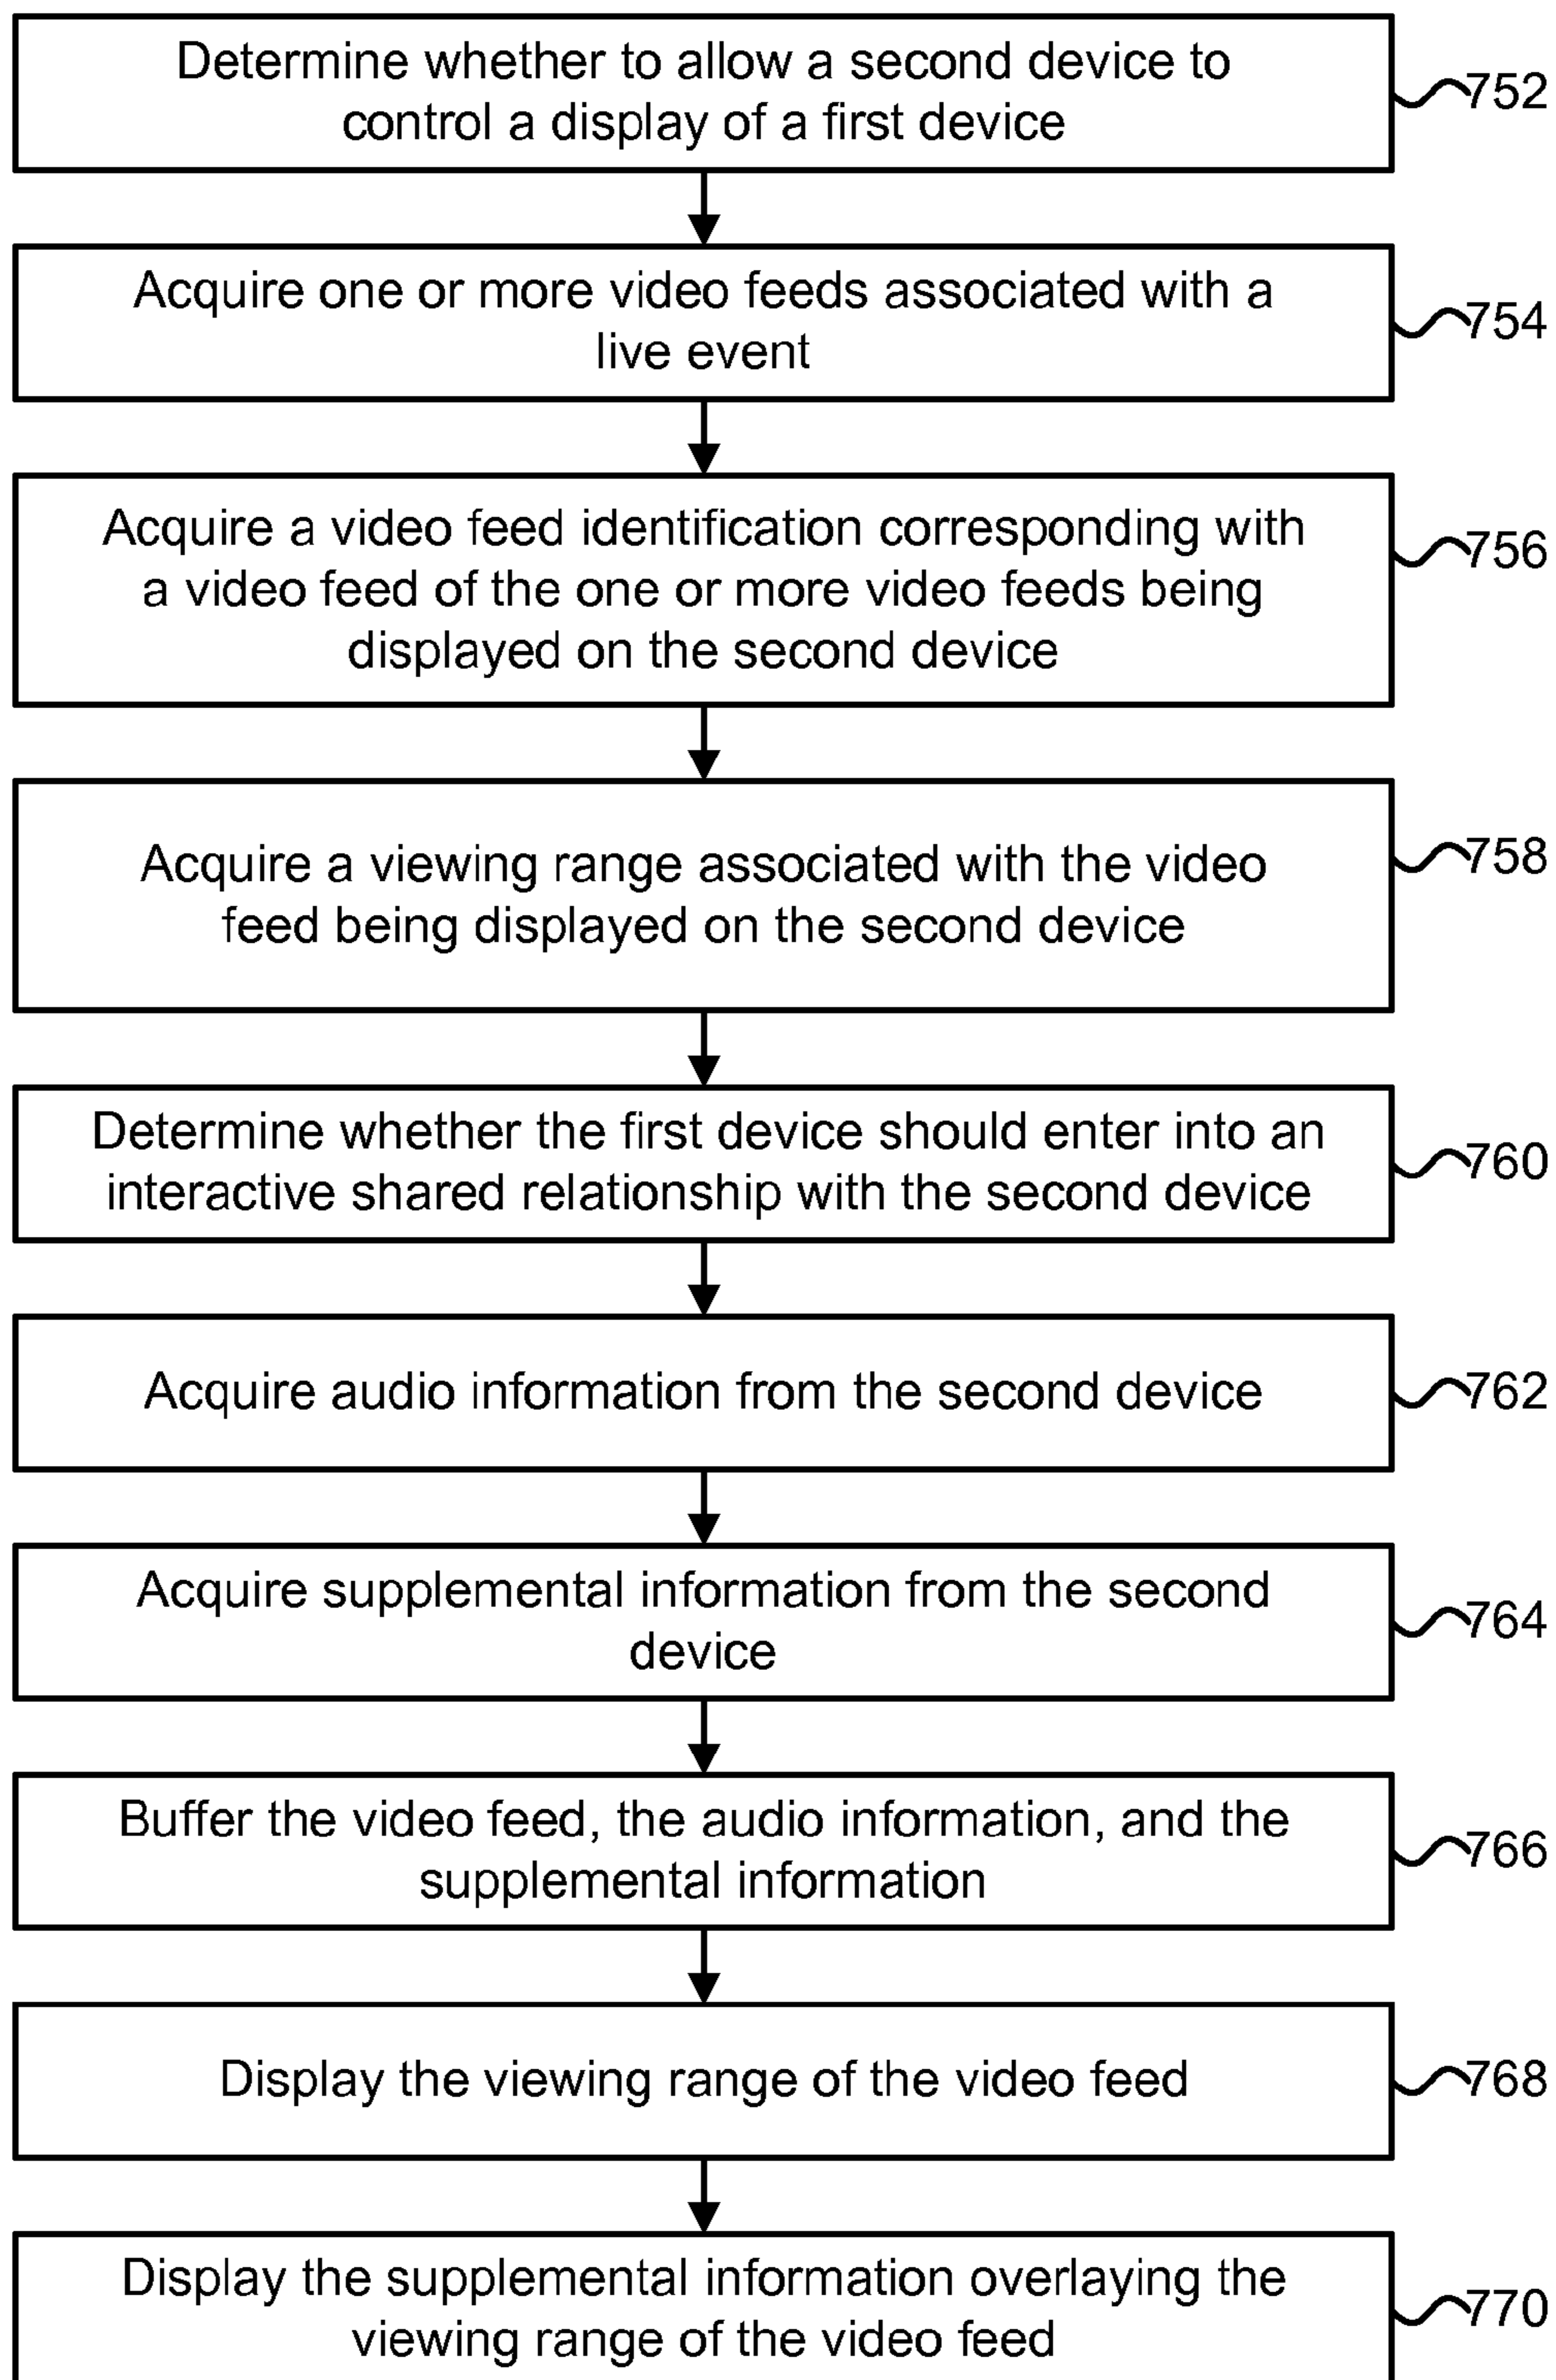 Determine whether to allow a second device to
control a display of a first device
752
Acquire one or more video feeds associated with a
live event
754
Acquire a video feed identification corresponding with
a video feed of the one or more video feeds being
displayed on the second device
756
Acquire a viewing range associated with the video
feed being displayed on the second device
758
Determine whether the first device should enter into an
interactive shared relationship with the second device
760
Acquire audio information from the second device
762
Acquire supplemental information from the second
device
764
Buffer the video feed, the audio information, and the
supplemental information
766
Display the viewing range of the video feed
768
Display the supplemental information overlaying the
viewing range of the video feed
770